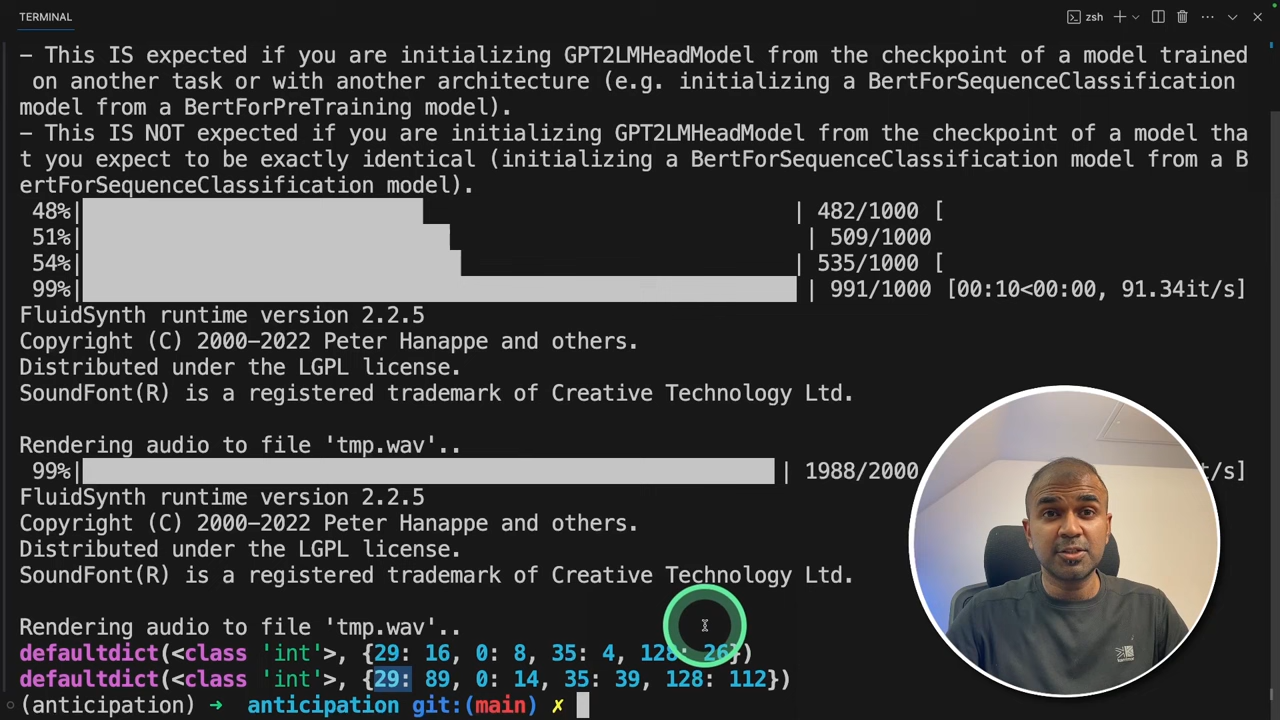 TERMINAL
zsh
- This IS expected if you are initializing GPT2LMHeadModel from the checkpoint of a model trained
on another task or with another architecture (e.g. initializing a BertForSequenceClassification
model from a BertForPreTraining model).
- This IS NOT expected if you are initializing GPT2LMHeadModel from the checkpoint of a model tha
t you expect to be exactly identical (initializing a BertForSequenceClassification model from a B
ertForSequenceClassification model).
48%| | 482/1000 [
51%| | 509/1000
54%| | 535/1000 [
99%| | 991/1000 [00:10<00:00, 91.34it/s]
FluidSynth runtime version 2.2.5
Copyright (C) 2000-2022 Peter Hanappe and others.
Distributed under the LGPL license.
SoundFont(R) is a registered trademark of Creative Technology Ltd.
Rendering audio to file 'tmp.wav'..
99%| | 1988/2000 t/s]
FluidSynth runtime version 2.2.5
Copyright (C) 2000-2022 Peter Hanappe and others.
Distributed under the LGPL license.
SoundFont(R) is a registered trademark of Creative Technology Ltd.
Rendering audio to file 'tmp.wav'..
defaultdict(<class 'int'>, {29: 16, 0: 8, 35: 4, 128: 26})
defaultdict(<class 'int'>, {29: 89, 0: 14, 35: 39, 128: 112})
(anticipation) → anticipation git:(main) ✗